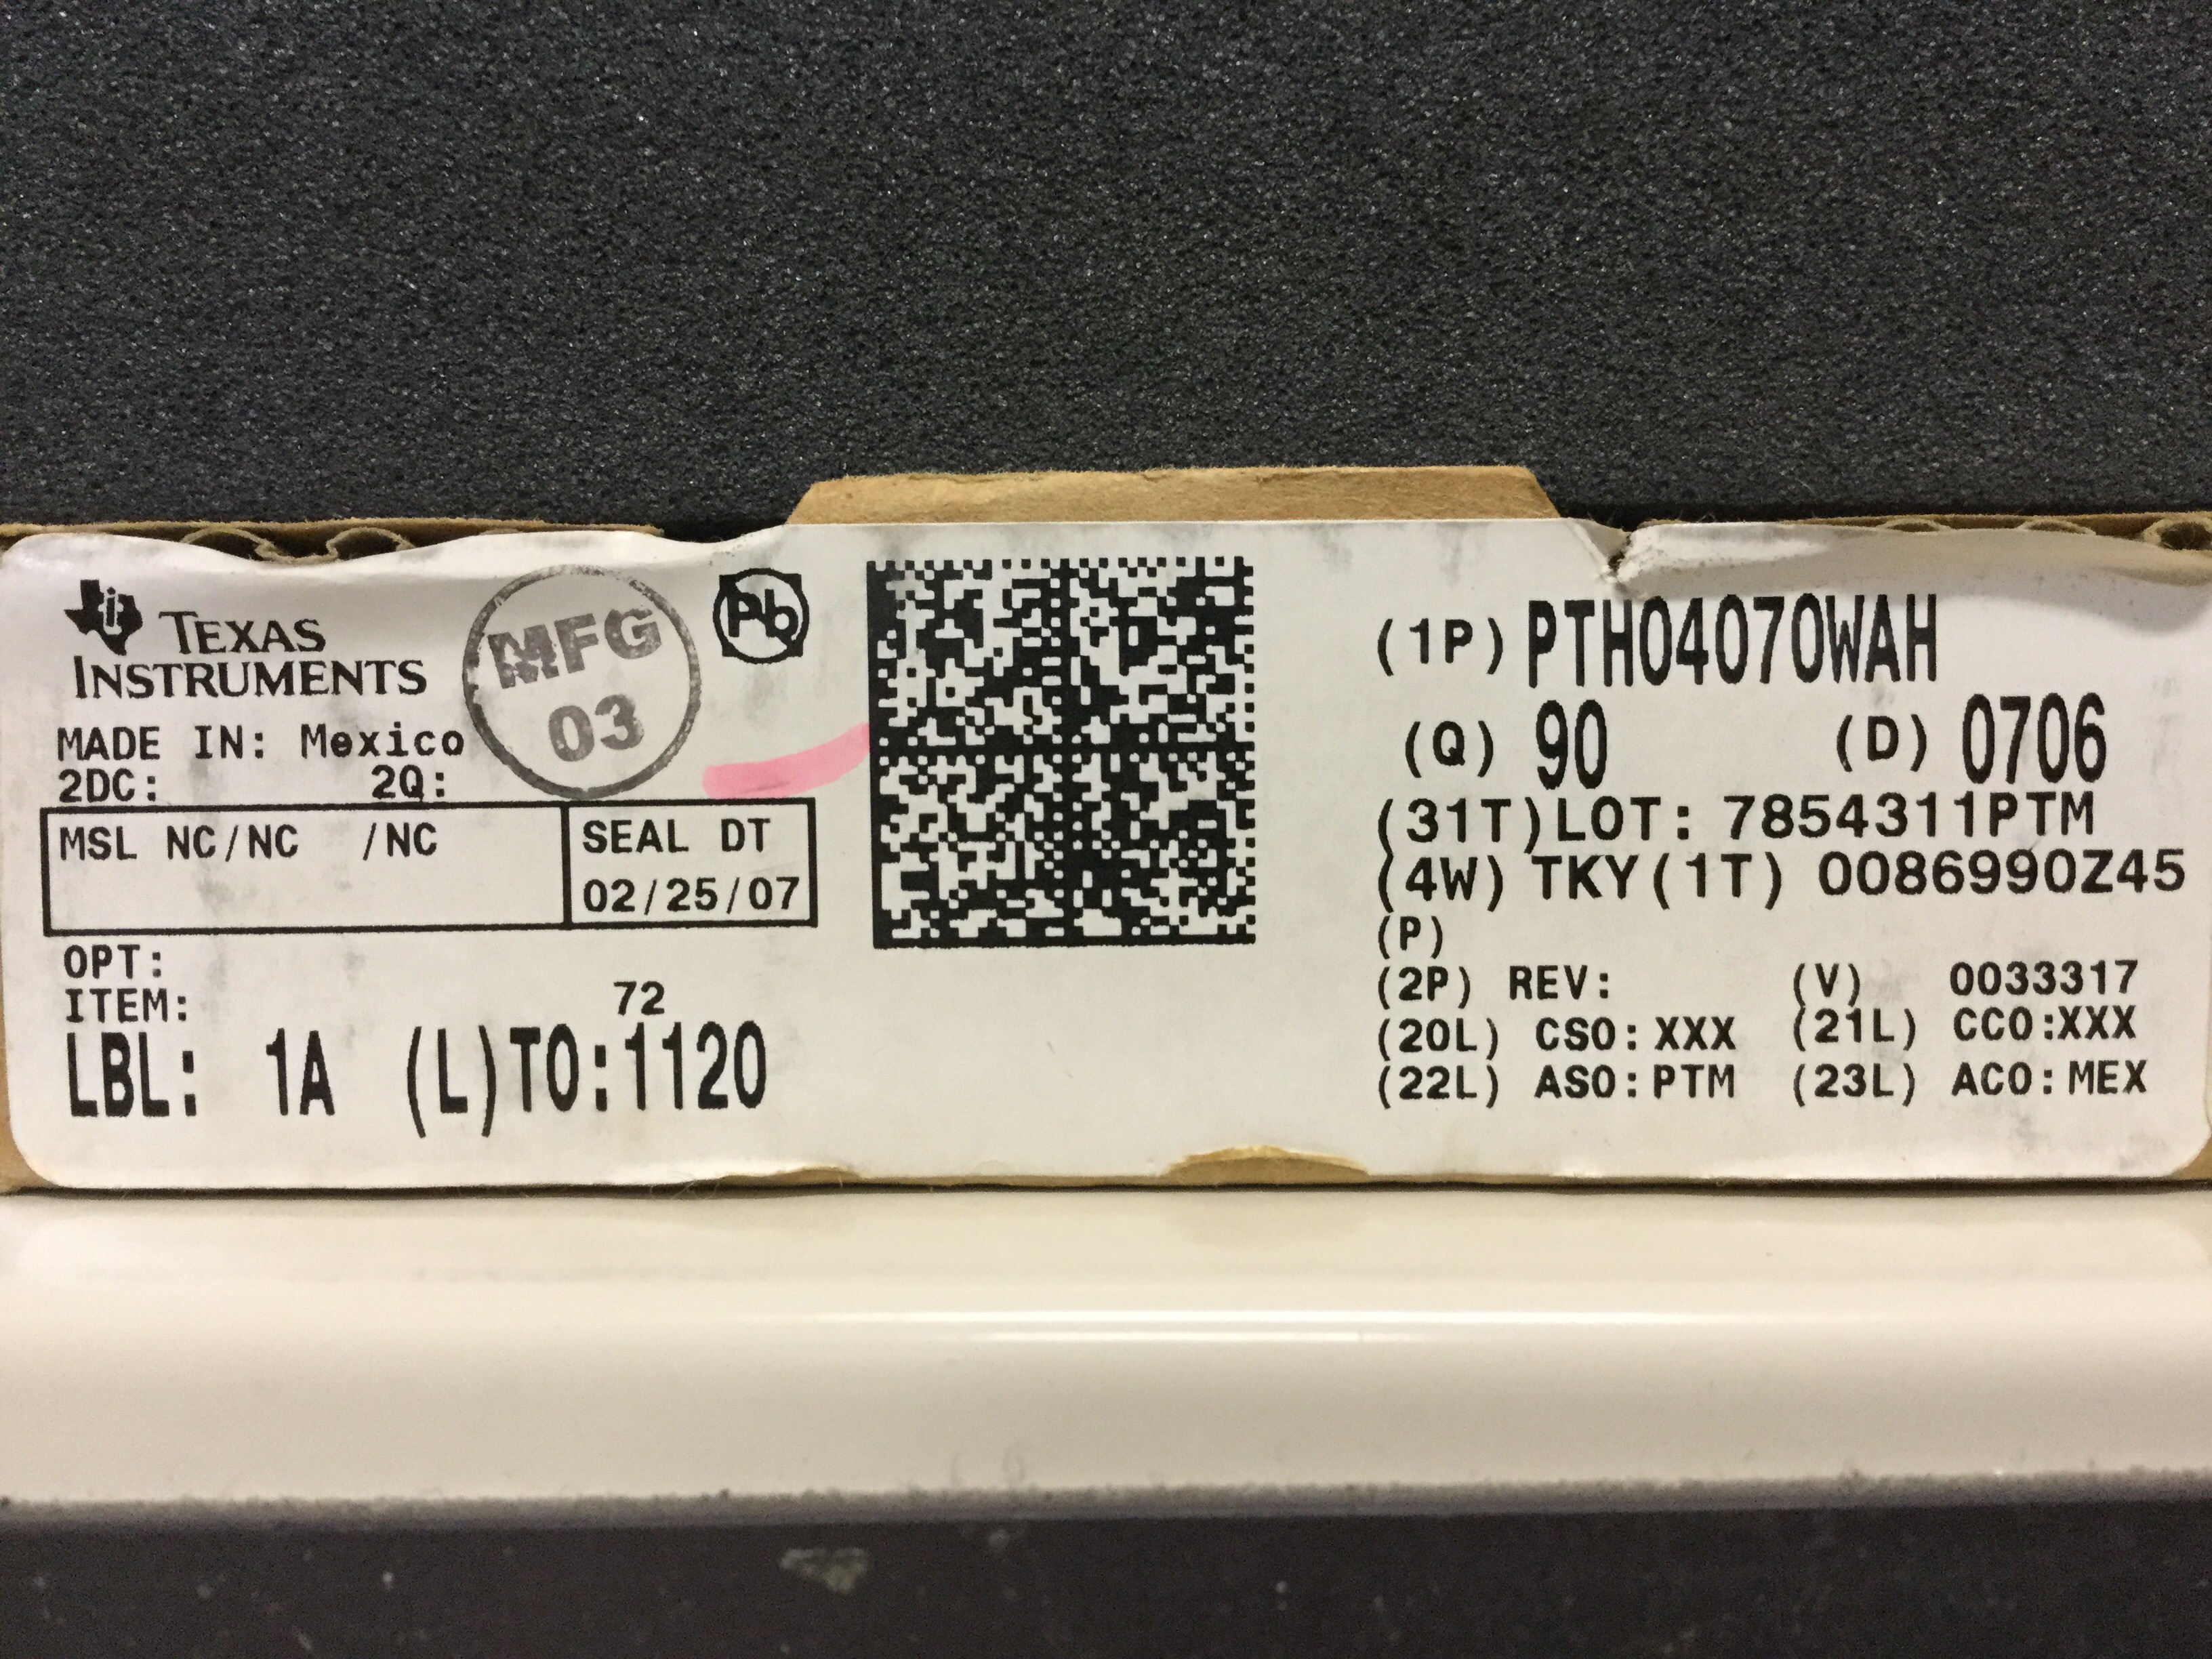 TEXAS
INSTRUMENTS
MADE IN: Mexico
2DC: 2Q:
MSL NC/NC /NC
SEAL DT
02/25/07
OPT:
ITEM:
72
LBL: 1A (L)TO:1120
MFG
03
Pb
(1P) PTH04070WAH
(Q) 90 (D) 0706
(31T)LOT: 7854311PTM
(4W) TKY(1T) 0086990Z45
(P)
(2P) REV: (V) 0033317
(20L) CSO:XXX (21L) CCO:XXX
(22L) ASO:PTM (23L) ACO:MEX